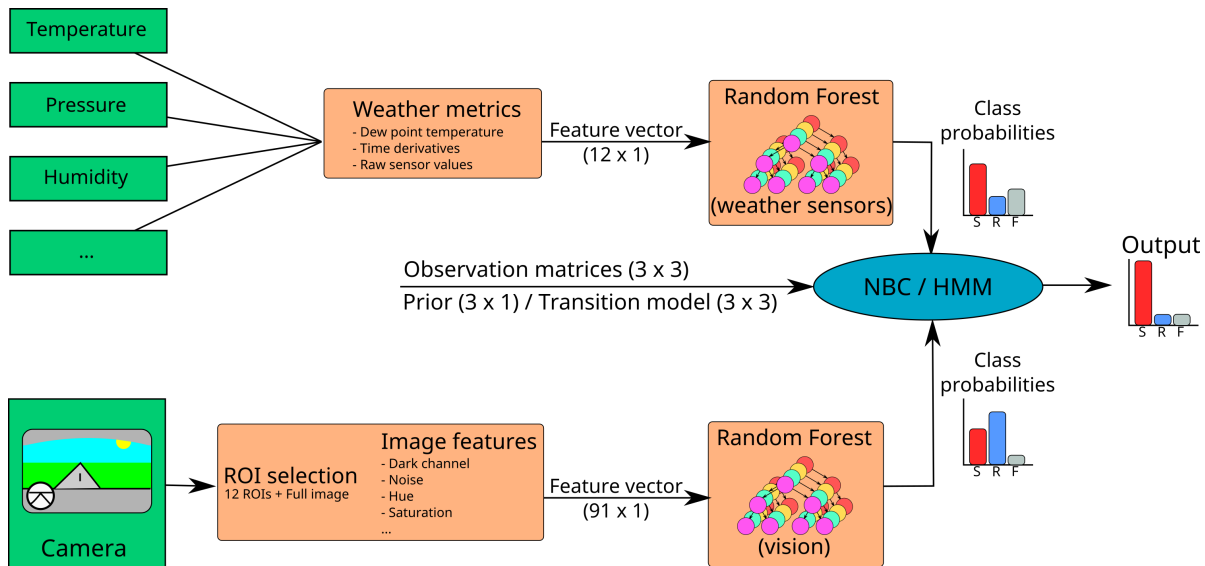 Temperature
Pressure
Humidity
...
Weather metrics
- Dew point temperature
- Time derivatives
- Raw sensor values
Feature vector
(12 x 1)
Random Forest
(weather sensors)
Class
probabilities
S R F
Observation matrices (3 x 3)
Prior (3 x 1) / Transition model (3 x 3)
NBC / HMM
Output
S R F
Camera
ROI selection
12 ROIs + Full image
Image features
- Dark channel
- Noise
- Hue
- Saturation
...
Feature vector
(91 x 1)
Random Forest
(vision)
Class
probabilities
S R F